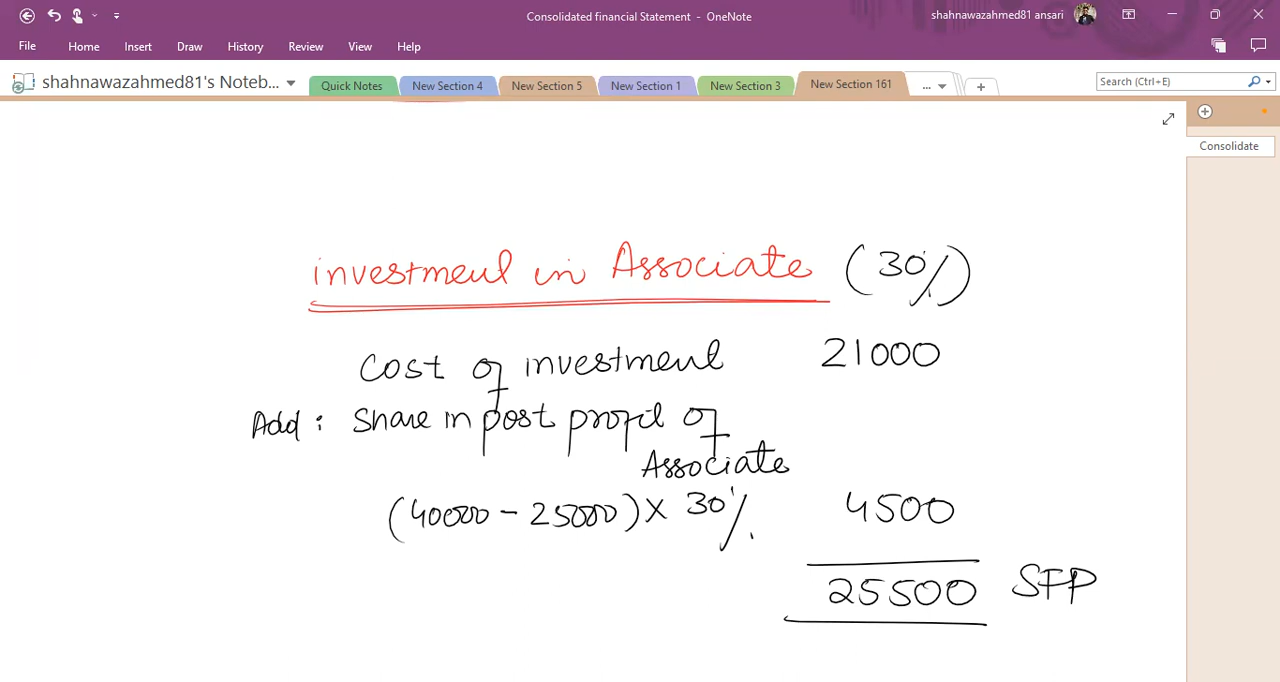 Consolidated financial Statement - OneNote
shahnawazahmed81 ansari
File Home Insert Draw History Review View Help
shahnawazahmed81's Noteb... Quick Notes New Section 4 New Section 5 New Section 1 New Section 3 New Section 161 ... Search (Ctrl+E)
Consolidate
investment in Associate (30%)
Cost of investment 21000
Add: Share in post profit of
Associate
(40000 - 25000) X 30% 4500
25500 SFP